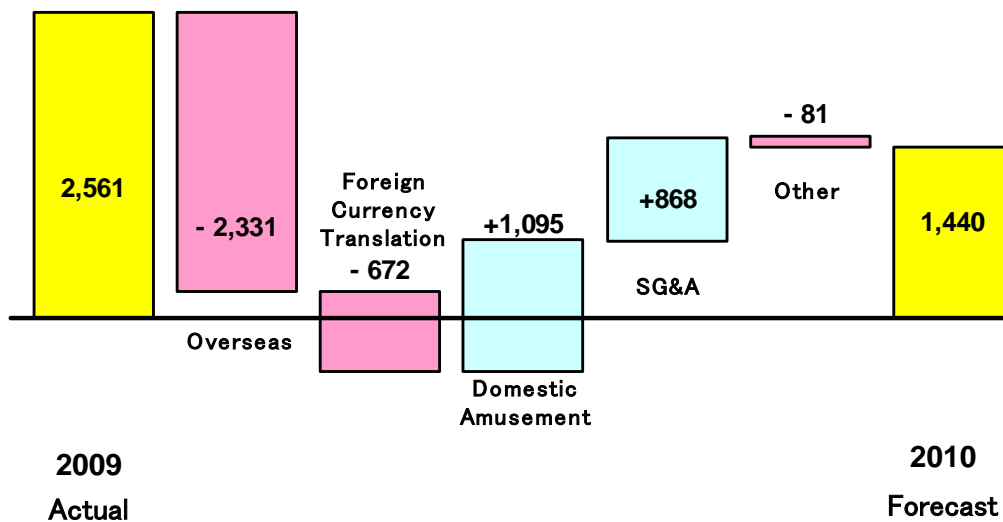 2,561
- 2,331
Overseas
Foreign
Currency
Translation
- 672
+1,095
Domestic
Amusement
+868
SG&A
- 81
Other
1,440
2009
Actual
2010
Forecast